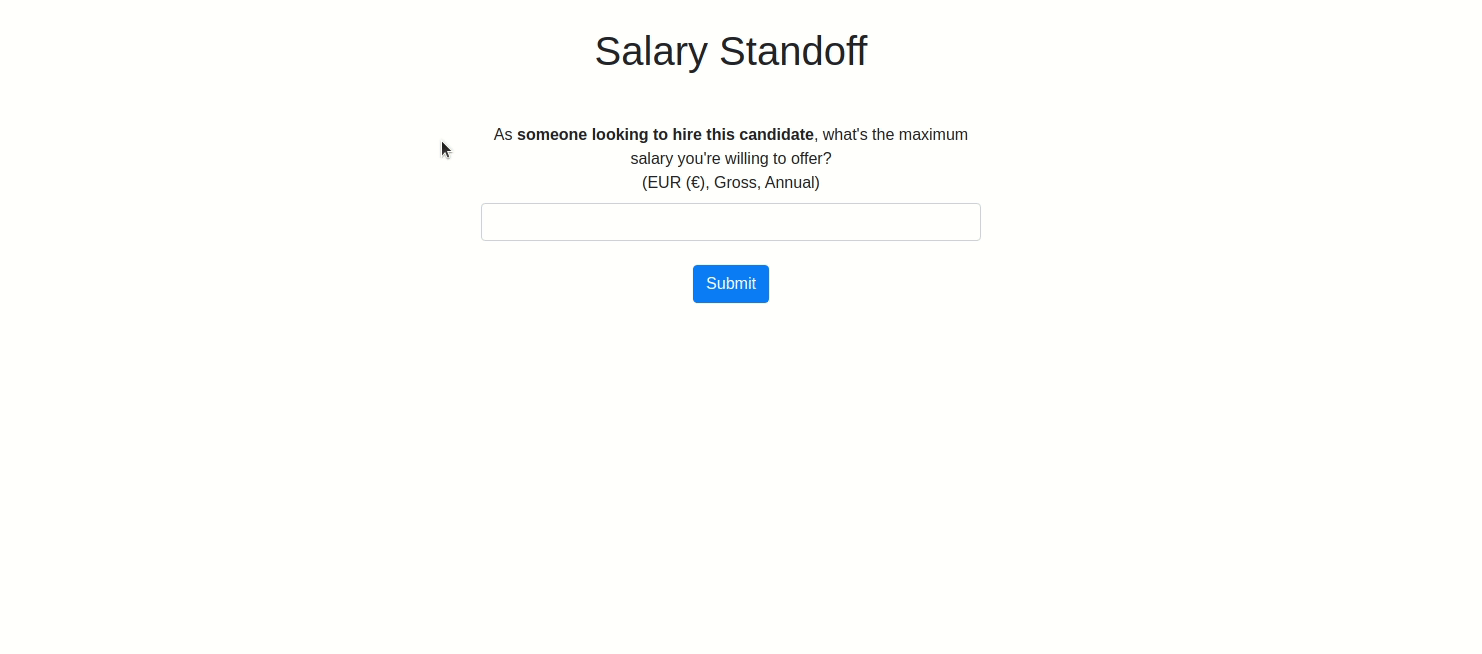 Salary Standoff
As someone looking to hire this candidate, what's the maximum
salary you're willing to offer?
(EUR (€), Gross, Annual)
Submit